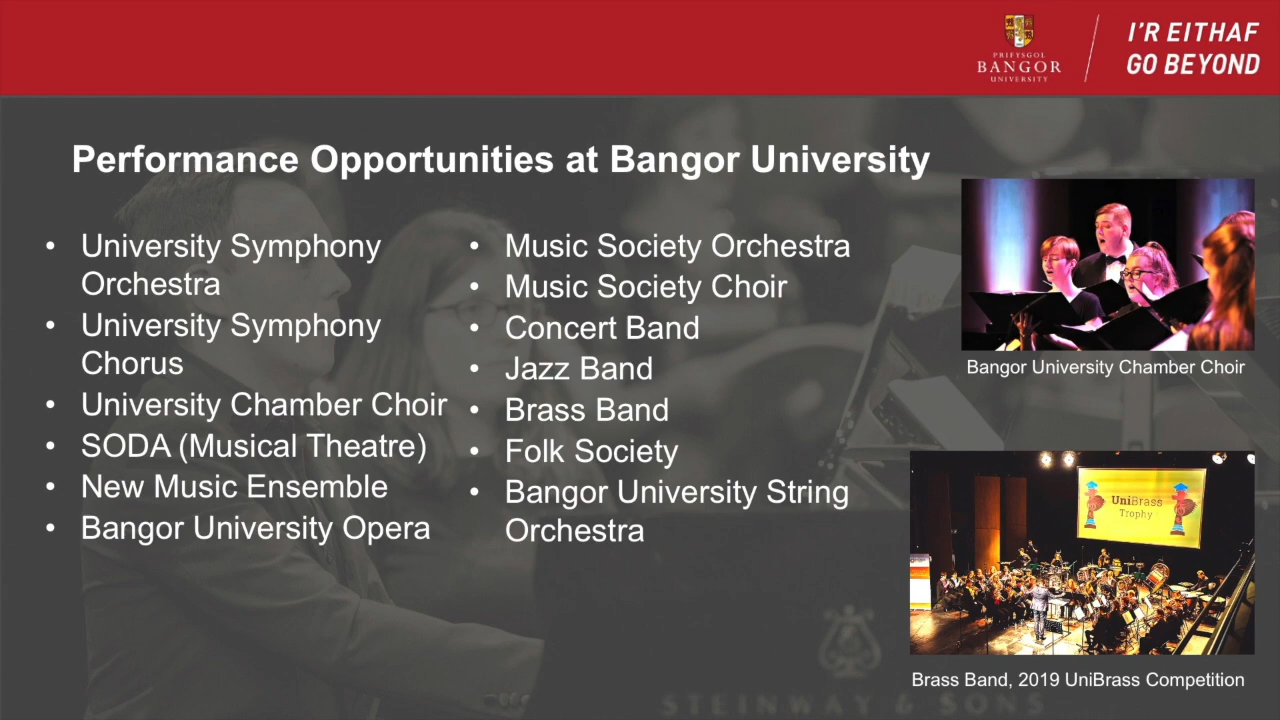 PRIFYSGOL
BANGOR
UNIVERSITY
I'R EITHAF
GO BEYOND
Performance Opportunities at Bangor University
• University Symphony
Orchestra
• University Symphony
Chorus
• University Chamber Choir
• SODA (Musical Theatre)
• New Music Ensemble
• Bangor University Opera
• Music Society Orchestra
• Music Society Choir
• Concert Band
• Jazz Band
• Brass Band
• Folk Society
• Bangor University String
Orchestra
Bangor University Chamber Choir
UniBrass
Trophy
Brass Band, 2019 UniBrass Competition
STEINWAY & SONS